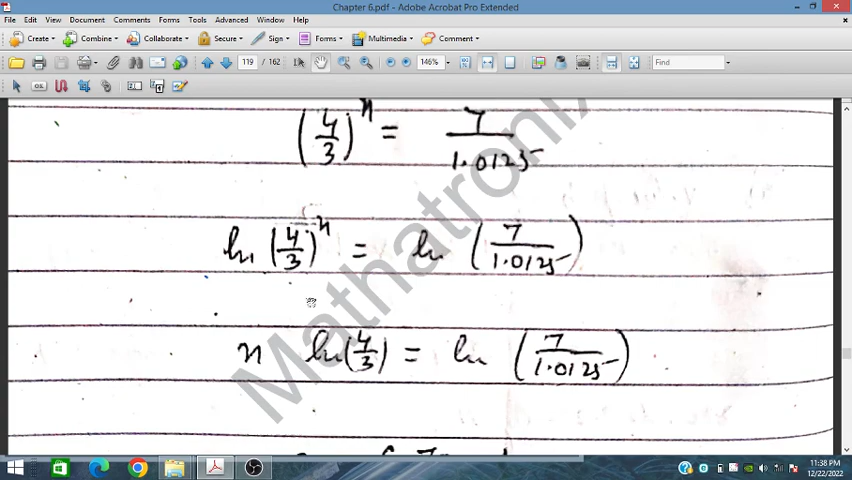 Chapter 6.pdf - Adobe Acrobat Pro Extended
File Edit View Document Comments Forms Tools Advanced Window Help
Create Combine Collaborate Secure Sign Forms Multimedia Comment
119 / 162 146% Find
(4/3)^n = 7/1.0125
ln (4/3)^n = ln (7/1.0125)
n ln(4/3) = ln (7/1.0125)
Mathatronix
11:38 PM
12/22/2022